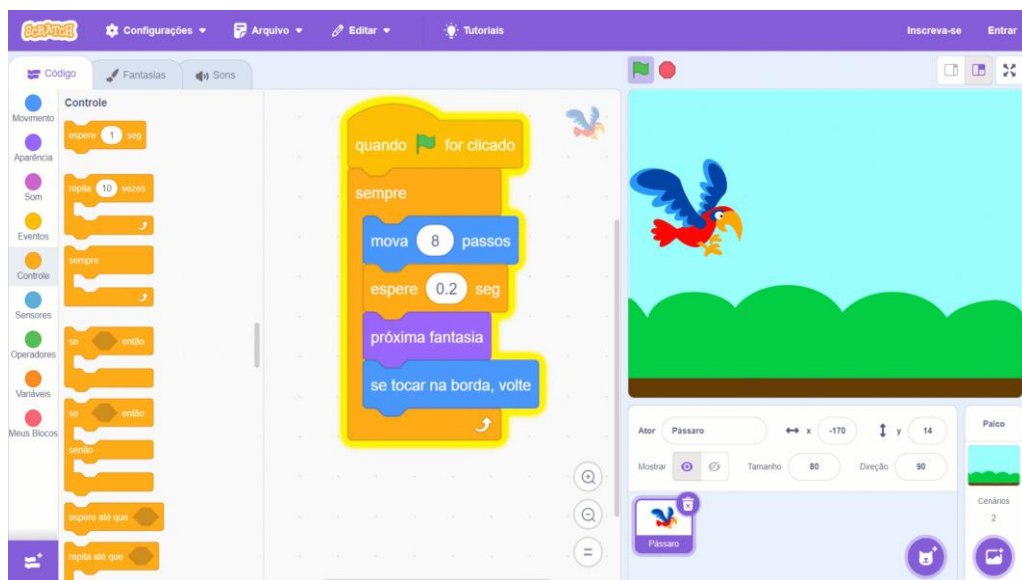 SCRATCH Configurações Arquivo Editar Tutoriais Inscreva-se Entrar
Código Fantasias Sons
Movimento
Aparência
Som
Eventos
Controle
Sensores
Operadores
Variáveis
Meus Blocos
Controle
espere 1 seg
repita 10 vezes
sempre
se então
se então
senão
espere até que
repita até que
quando for clicado
sempre
mova 8 passos
espere 0.2 seg
próxima fantasia
se tocar na borda, volte
Ator Pássaro x -170 y 14
Mostrar Tamanho 80 Direção 90
Pássaro
Palco
Cenários
2